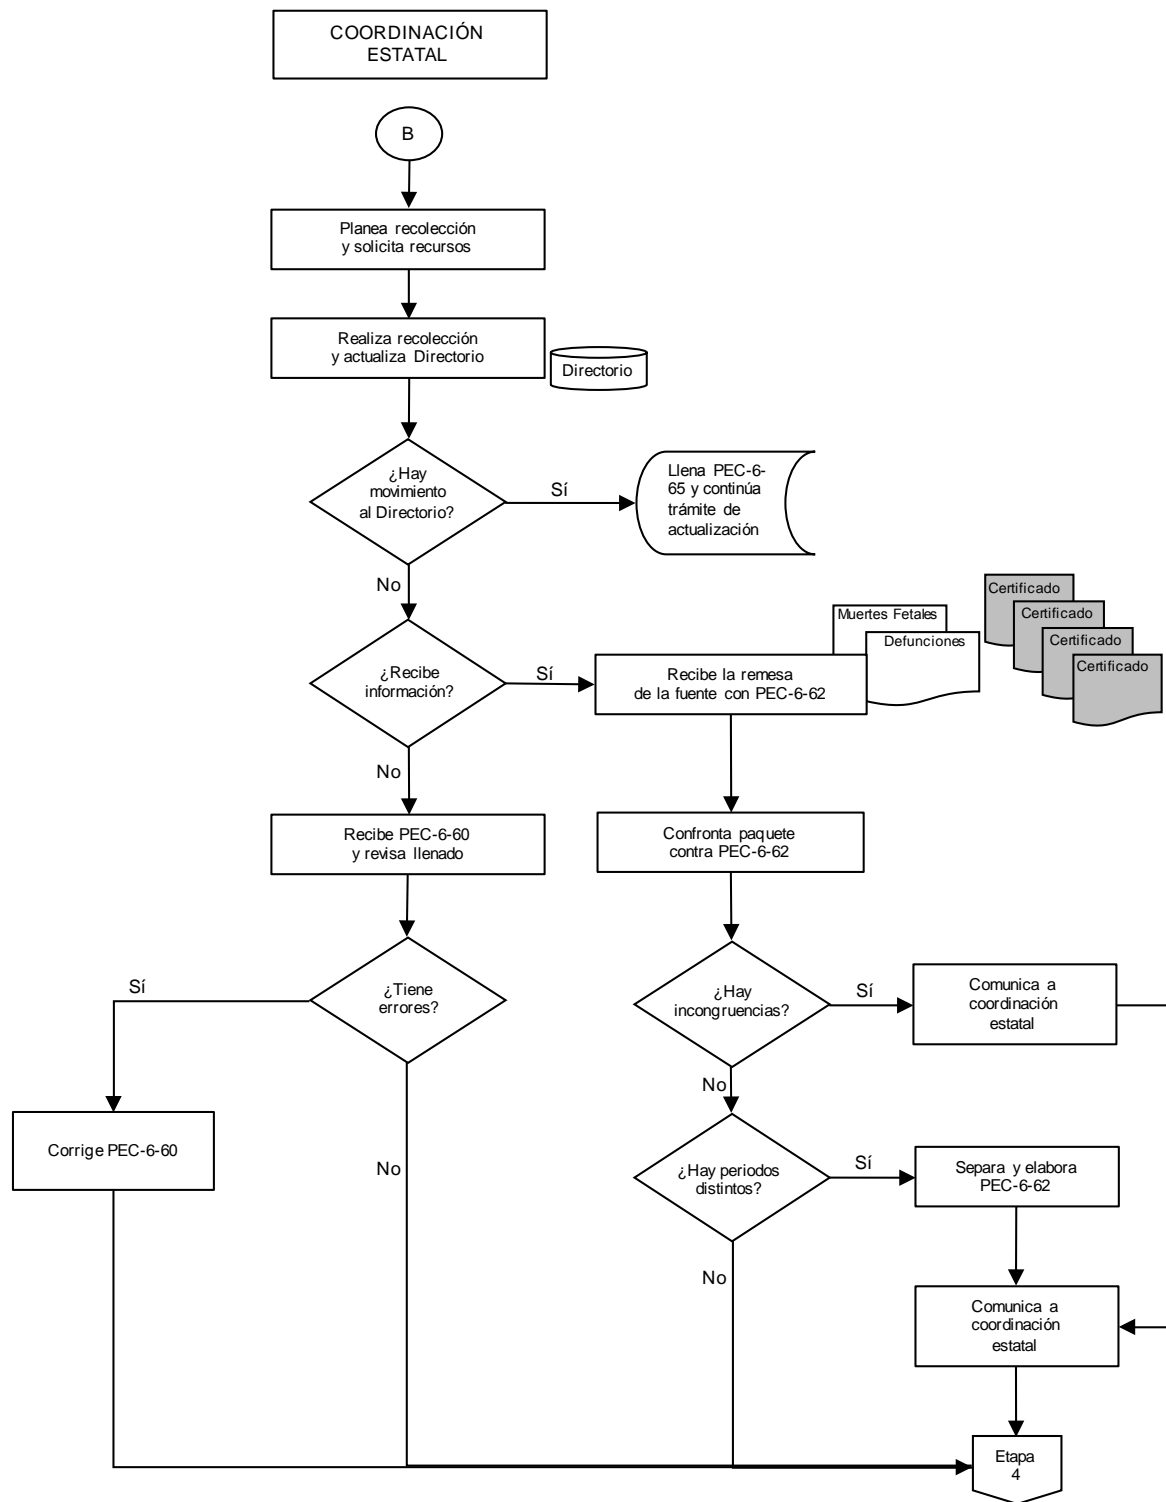 COORDINACIÓN
ESTATAL
B
Planea recolección
y solicita recursos
Realiza recolección
y actualiza Directorio
Directorio
¿Hay
movimiento
al Directorio?
Sí
Llena PEC-6-
65 y continúa
trámite de
actualización
No
¿Recibe
información?
Sí
Recibe la remesa
de la fuente con PEC-6-62
Muertes Fetales
Defunciones
Certificado
Certificado
Certificado
Certificado
No
Recibe PEC-6-60
y revisa llenado
Confronta paquete
contra PEC-6-62
¿Tiene
errores?
Sí
¿Hay
incongruencias?
Sí
Comunica a
coordinación
estatal
No
Corrige PEC-6-60
No
¿Hay periodos
distintos?
Sí
Separa y elabora
PEC-6-62
No
Comunica a
coordinación
estatal
Etapa
4